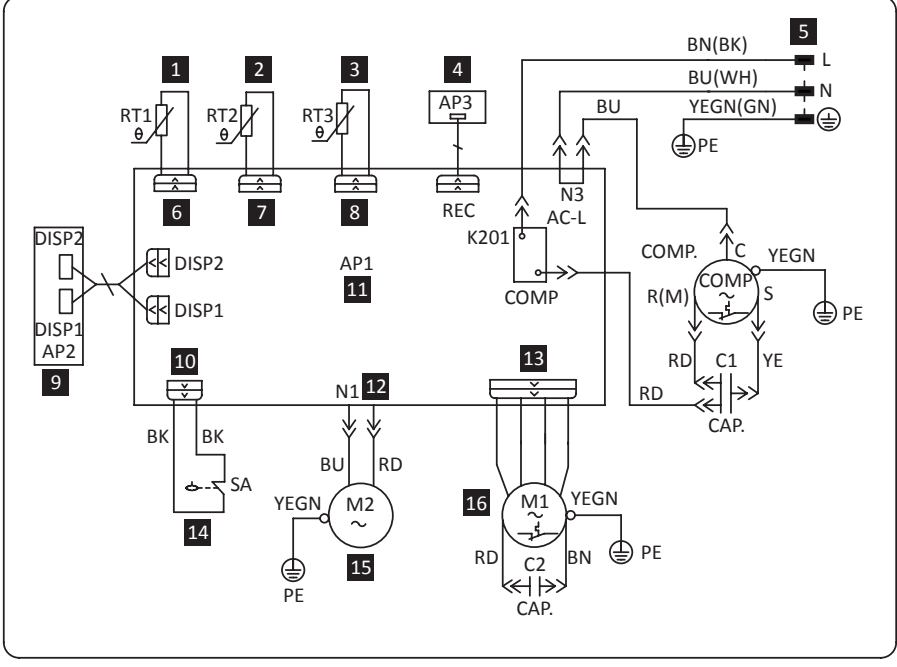 BN(BK)
1
2
3
4
5
L
BU(WH)
N
RT1
θ
RT2
θ
RT3
θ
AP3
BU
YEGN(GN)
PE
6
7
8
REC
N3
AC-L
K201
DISP2
DISP2
AP1
11
COMP
COMP.
C
YEGN
COMP
R(M)
S
PE
DISP1
DISP1
AP2
9
10
N1
12
13
RD
C1
YE
RD
CAP.
BK
BK
SA
14
BU
RD
YEGN
M2
15
PE
16
M1
YEGN
PE
RD
C2
BN
CAP.